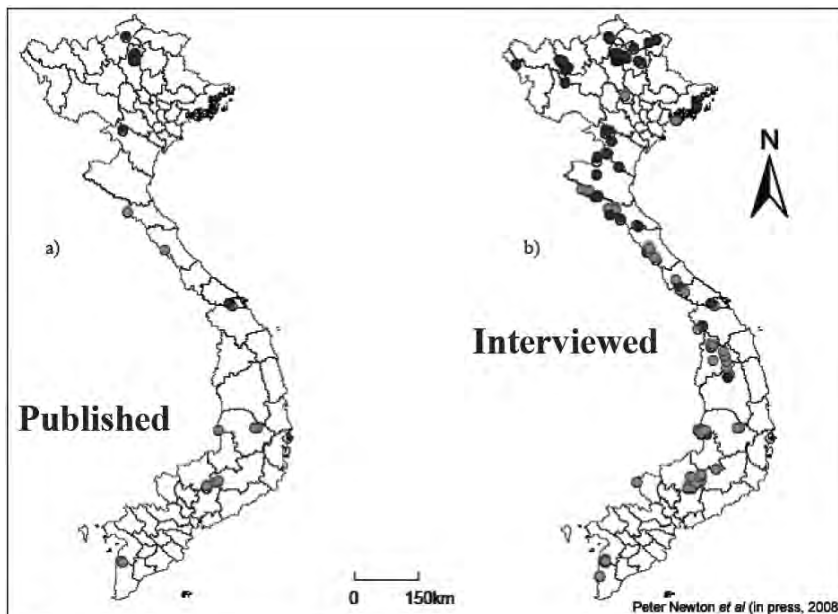 a)
Published
b)
Interviewed
N
0 150km
Peter Newton et al (in press, 2008)